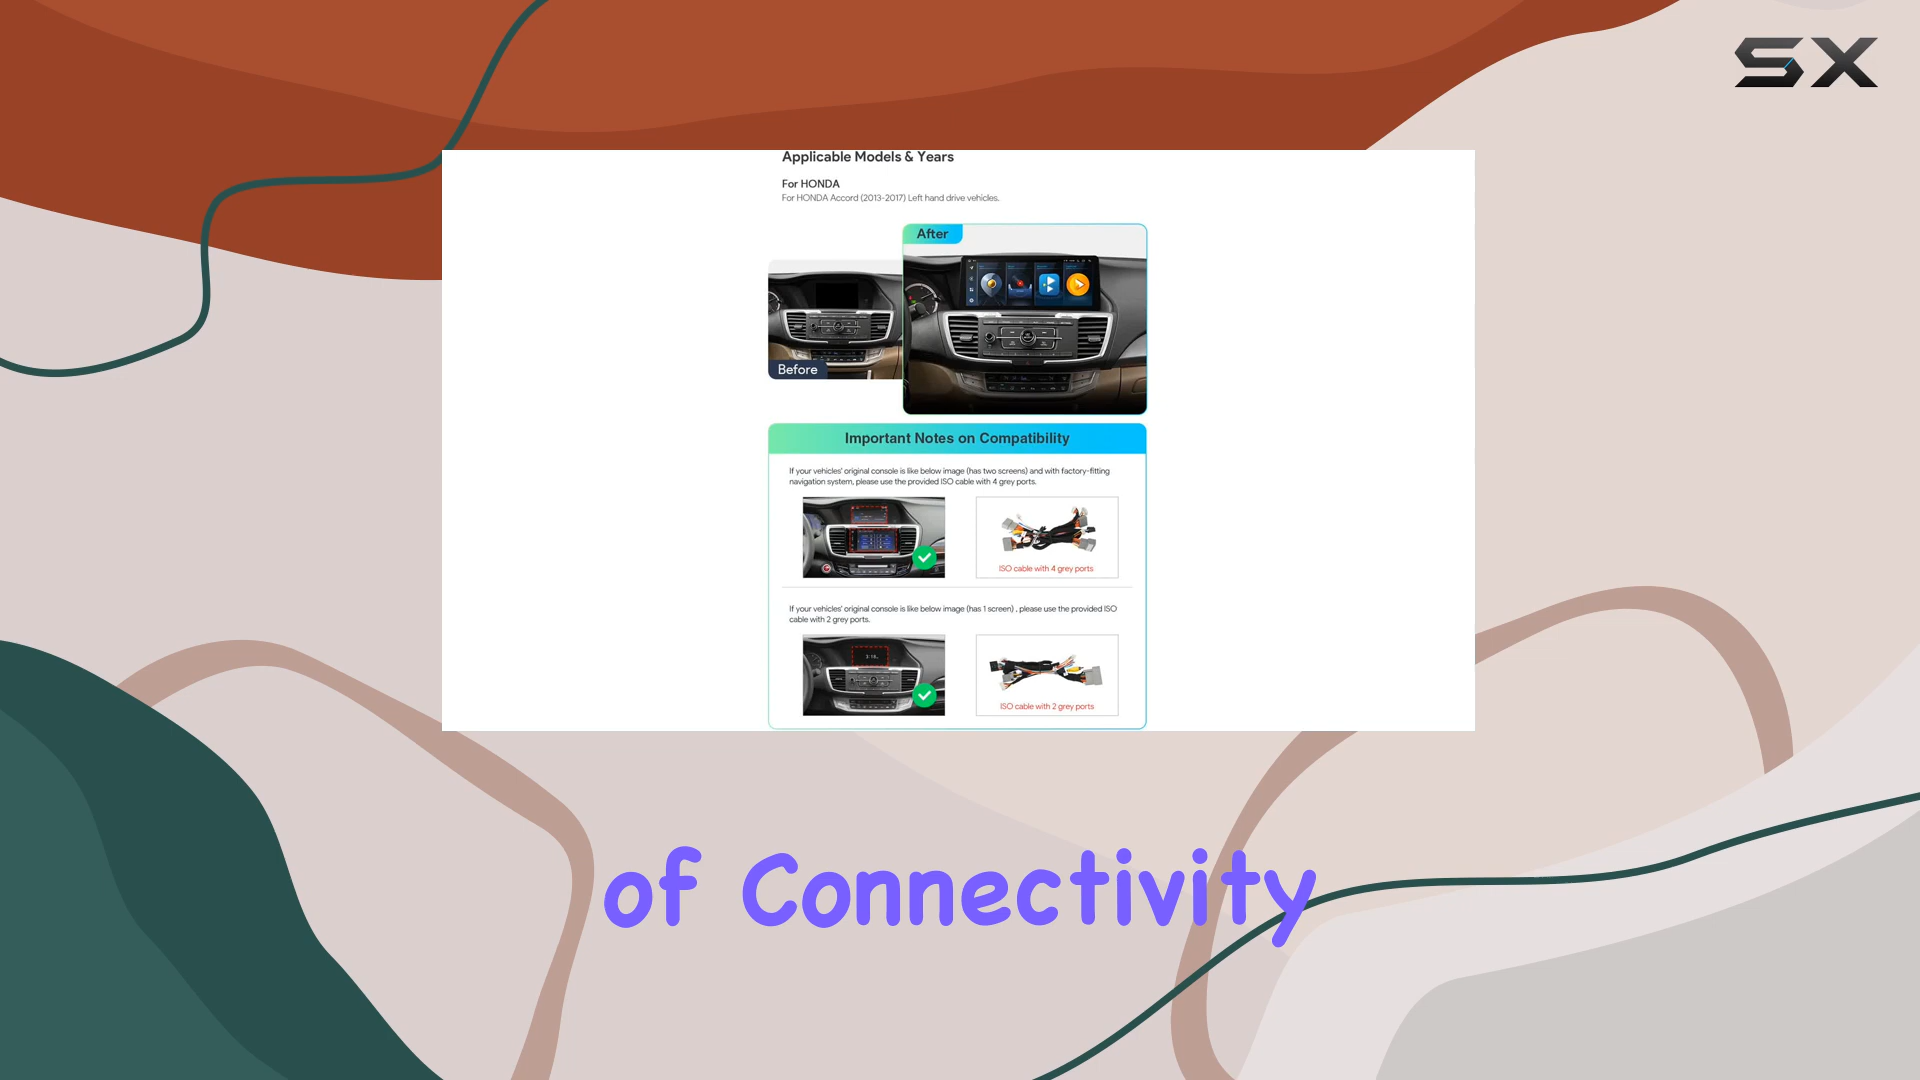 SX
Applicable Models & Years
For HONDA
For HONDA Accord (2013-2017) Left hand drive vehicles.
After
Before
Important Notes on Compatibility
If your vehicles' original console is like below image (has two screens) and with factory-fitting
navigation system, please use the provided ISO cable with 4 grey ports.
ISO cable with 4 grey ports
If your vehicles' original console is like below image (has 1 screen) , please use the provided ISO
cable with 2 grey ports.
ISO cable with 2 grey ports
of Connectivity